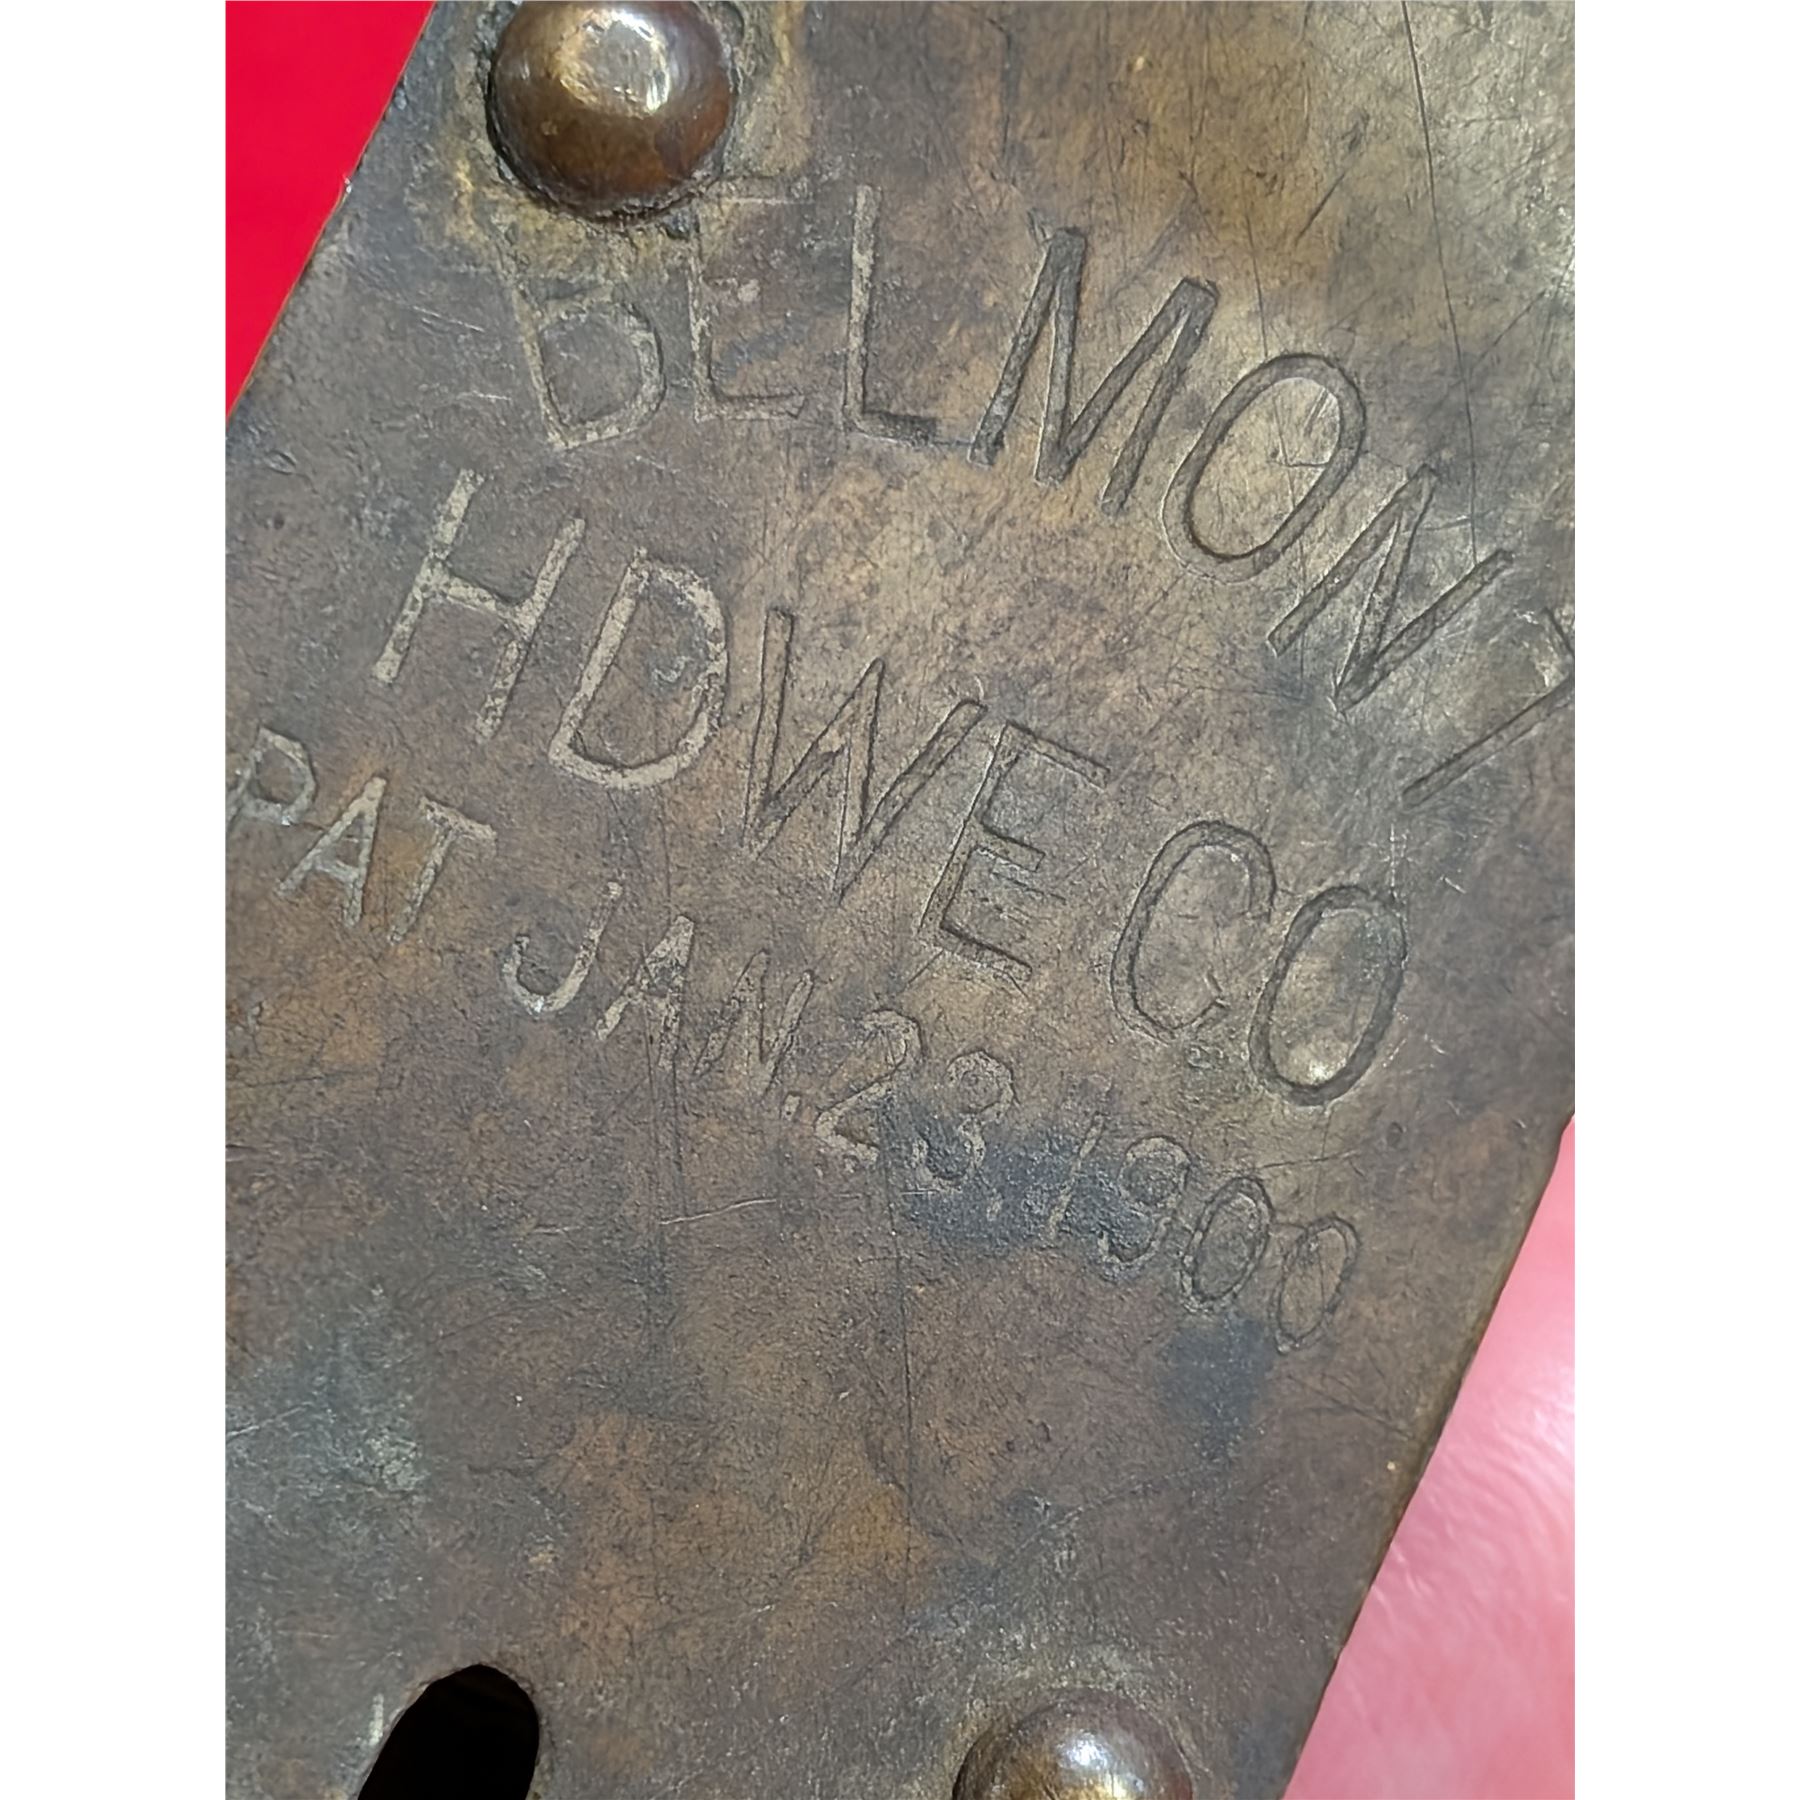 BELMONT
HDWE CO
PAT JAN. 23, 1900